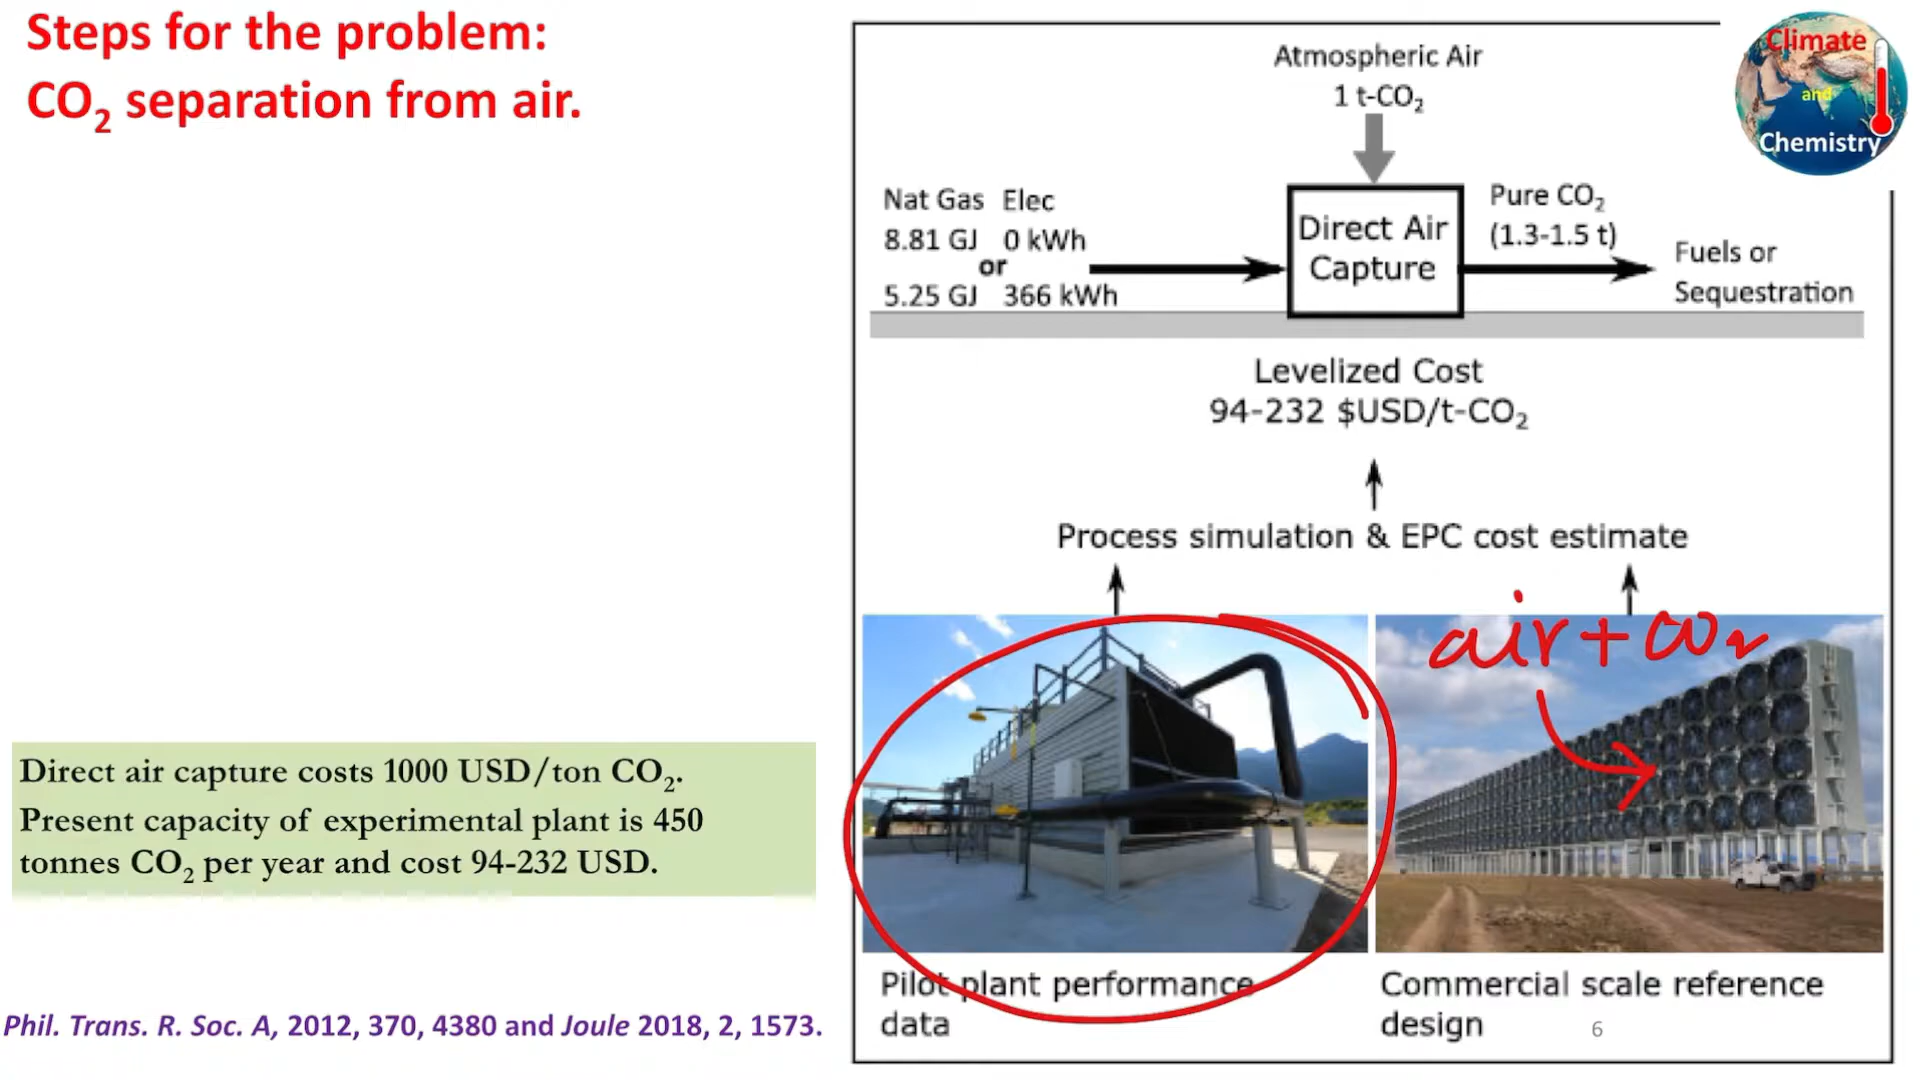 Steps for the problem:
CO₂ separation from air.
Climate
and
Chemistry
Atmospheric Air
1 t-CO₂
Nat Gas Elec
8.81 GJ 0 kWh
or
5.25 GJ 366 kWh
Direct Air
Capture
Pure CO₂
(1.3-1.5 t)
Fuels or
Sequestration
Levelized Cost
94-232 $USD/t-CO₂
Process simulation & EPC cost estimate
air + CO₂
Pilot plant performance
data
Commercial scale reference
design
Direct air capture costs 1000 USD/ton CO₂.
Present capacity of experimental plant is 450
tonnes CO₂ per year and cost 94-232 USD.
Phil. Trans. R. Soc. A, 2012, 370, 4380 and Joule 2018, 2, 1573.
6